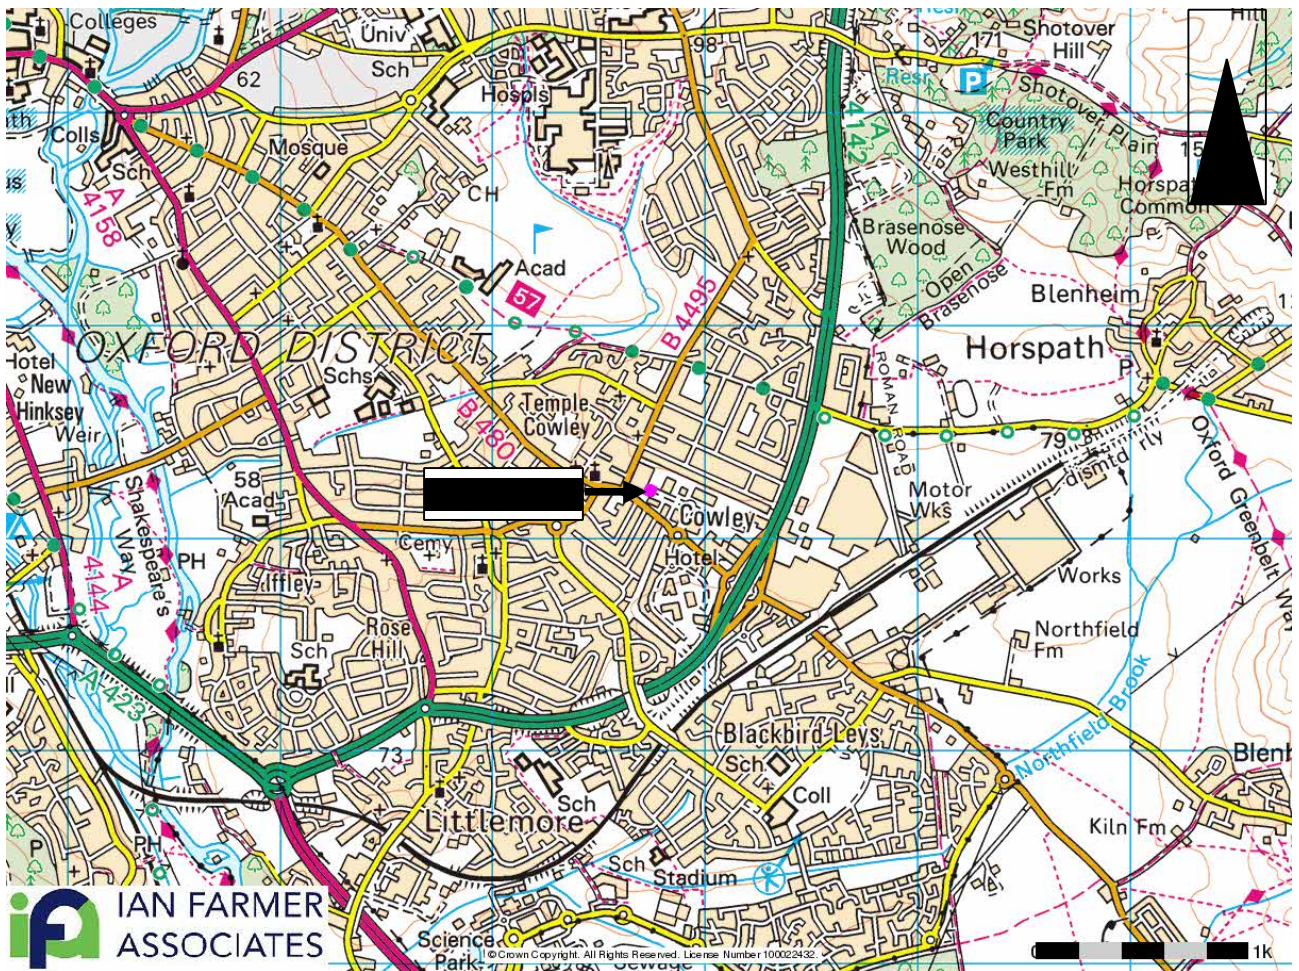 Colleges
Univ
Sch
62
98
171
Shotover
Hill
Resr
Hospls
Colls
Sch
Mosque
CH
A
4158
A
4142
Country
Park
Shotover Plain
Westhill
Fm
Horspath
Common
Brasenose
Wood
Open
Brasenose
Acad
57
B 4495
Blenheim
Horspath
P
OXFORD DISTRICT
Hotel
New
Hinksey
Weir
Schs
B 480
Temple
Cowley
ROMAN ROAD
79
dismtd rly
Oxford Greenbelt Way
58
Acad
Shakespeare's
Way
Motor
Wks
Cowley
Hotel
Cemy
PH
A
4144
Iffley
Works
Rose
Hill
Sch
Northfield
Fm
A 423
Northfield Brook
73
Blackbird Leys
Sch
Coll
Sch
Littlemore
Kiln Fm
PH
P
Sch
Stadium
IAN FARMER
ASSOCIATES
ifa
Science
Park
© Crown Copyright. All Rights Reserved. License Number 100022432.
1k